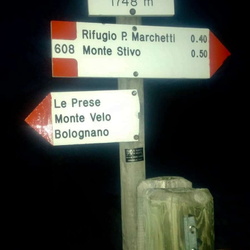 1748 m
Rifugio P. Marchetti 0.40
608 Monte Stivo 0.50
Le Prese
Monte Velo
Bolognano